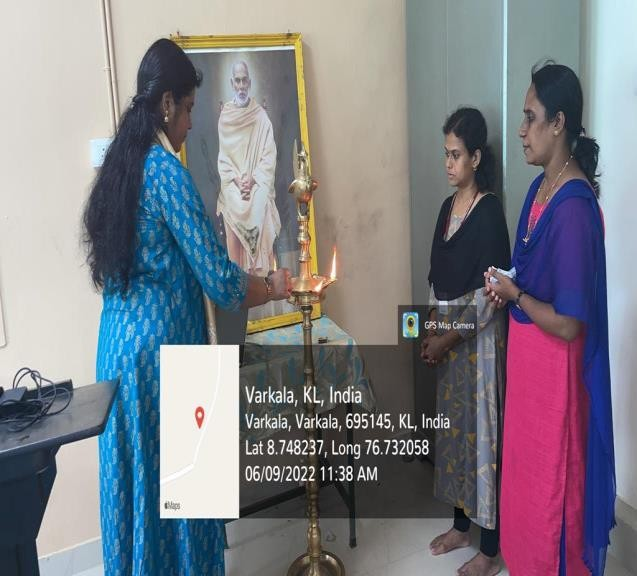 GPS Map Camera
Varkala, KL, India
Varkala, Varkala, 695145, KL, India
Lat 8.748237, Long 76.732058
06/09/2022 11:38 AM
Maps